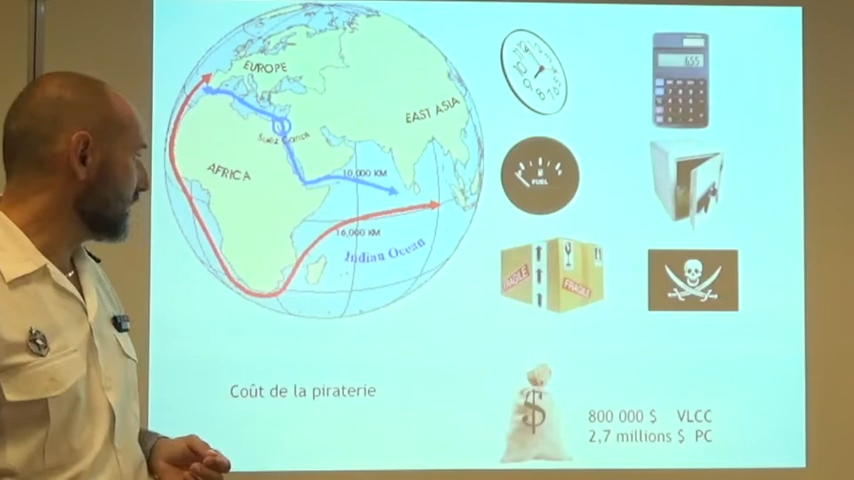 EUROPE
EAST ASIA
Suez Canal
AFRICA
10,000 KM
16,000 KM
Indian Ocean
655
FUEL
FRAGILE
FRAGILE
Coût de la piraterie
$
800 000 $ VLCC
2,7 millions $ PC